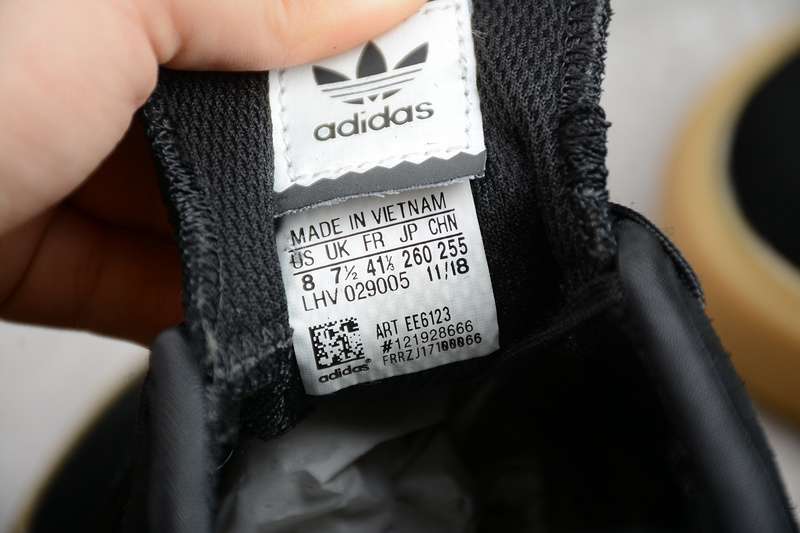 adidas
MADE IN VIETNAM
US UK FR JP CHN
8 7½ 41⅓ 260 255
LHV 029005 11/18
ART EE6123
#121928666
FRRZJ17100066
adidas®